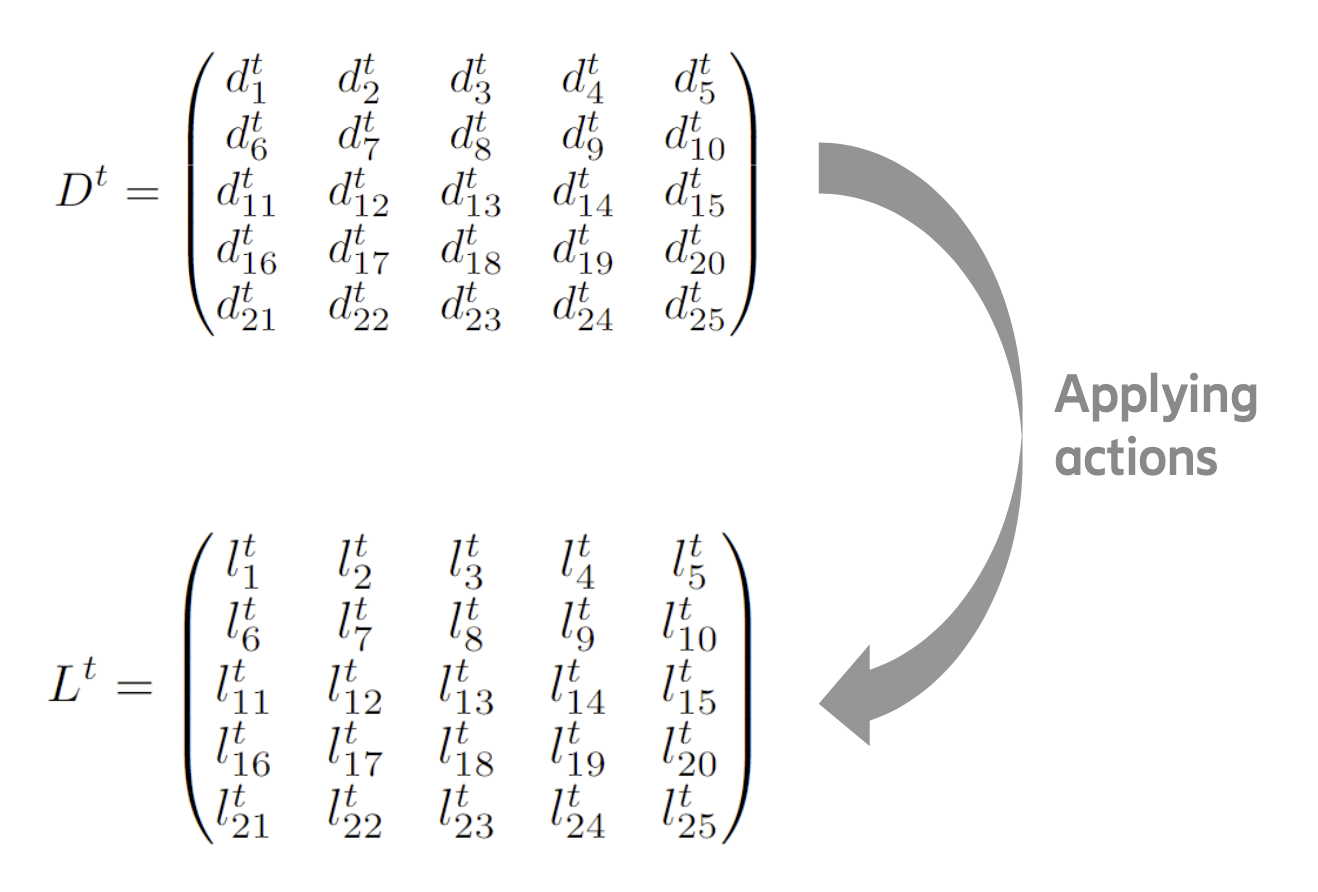 D^t = \begin{pmatrix} d_1^t & d_2^t & d_3^t & d_4^t & d_5^t \\
d_6^t & d_7^t & d_8^t & d_9^t & d_{10}^t \\
d_{11}^t & d_{12}^t & d_{13}^t & d_{14}^t & d_{15}^t \\
d_{16}^t & d_{17}^t & d_{18}^t & d_{19}^t & d_{20}^t \\
d_{21}^t & d_{22}^t & d_{23}^t & d_{24}^t & d_{25}^t \end{pmatrix}
Applying
actions
L^t = \begin{pmatrix} l_1^t & l_2^t & l_3^t & l_4^t & l_5^t \\
l_6^t & l_7^t & l_8^t & l_9^t & l_{10}^t \\
l_{11}^t & l_{12}^t & l_{13}^t & l_{14}^t & l_{15}^t \\
l_{16}^t & l_{17}^t & l_{18}^t & l_{19}^t & l_{20}^t \\
l_{21}^t & l_{22}^t & l_{23}^t & l_{24}^t & l_{25}^t \end{pmatrix}